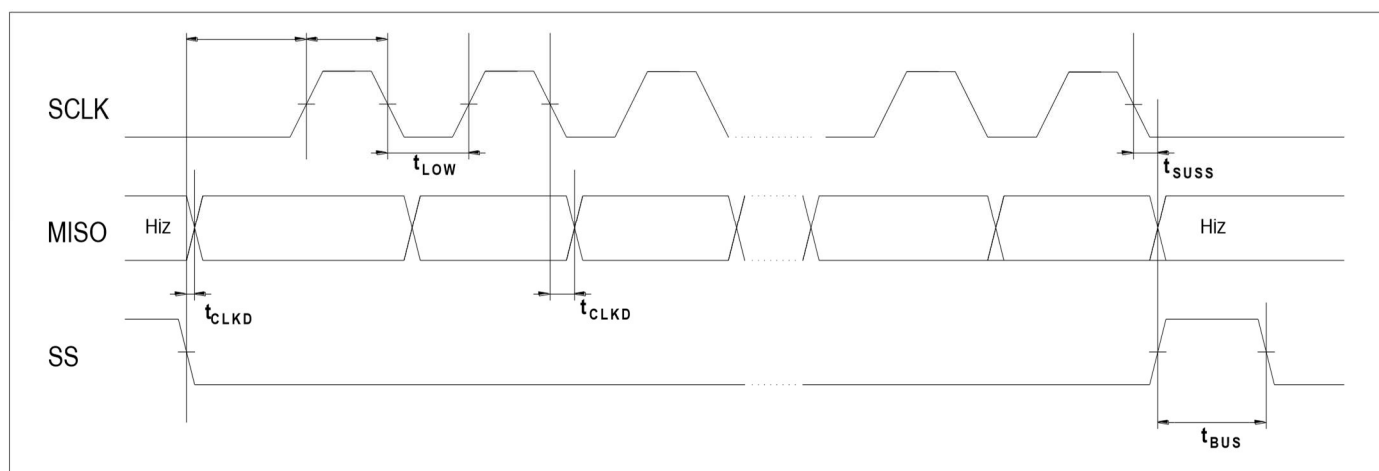 SCLK
tLOW
tSUSS
MISO
Hiz
Hiz
tCLKD
tCLKD
SS
tBUS